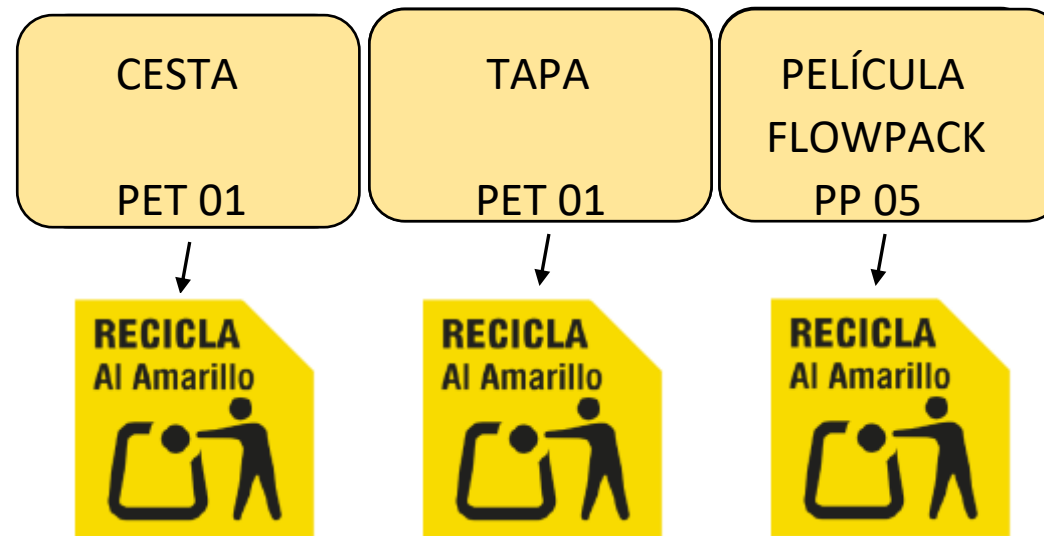 CESTA
PET 01
TAPA
PET 01
PELÍCULA
FLOWPACK
PP 05
RECICLA
Al Amarillo
RECICLA
Al Amarillo
RECICLA
Al Amarillo